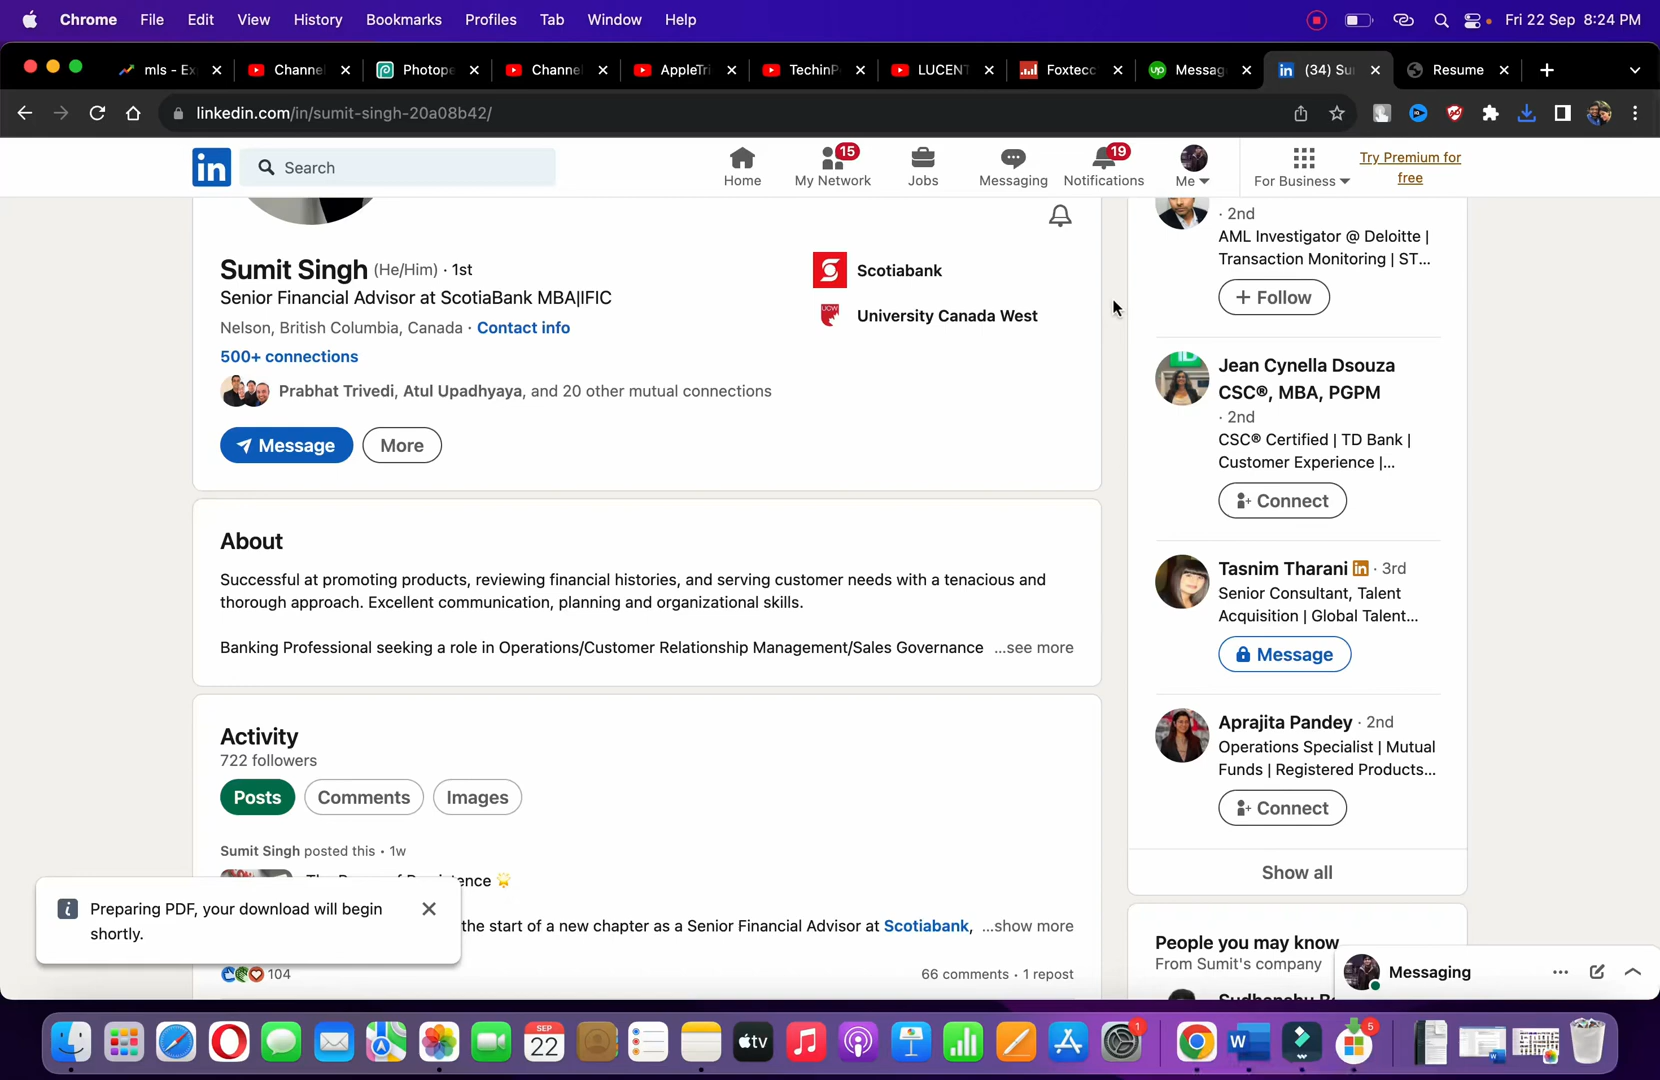 Chrome File Edit View History Bookmarks Profiles Tab Window Help
Fri 22 Sep 8:24 PM
mls - Ex
Channe
Photope
Channe
AppleTri
TechinP
LUCENT
Foxtecc
up
Messag
in
(34) Su
Resume
linkedin.com/in/sumit-singh-20a08b42/
in
Search
Home
My Network
15
Jobs
Messaging
Notifications
19
Me
For Business
Try Premium for
free
Sumit Singh (He/Him) · 1st
Senior Financial Advisor at ScotiaBank MBA|IFIC
Nelson, British Columbia, Canada · Contact info
500+ connections
Prabhat Trivedi, Atul Upadhyaya, and 20 other mutual connections
Message
More
Scotiabank
UCW
University Canada West
About
Successful at promoting products, reviewing financial histories, and serving customer needs with a tenacious and
thorough approach. Excellent communication, planning and organizational skills.
Banking Professional seeking a role in Operations/Customer Relationship Management/Sales Governance ...see more
Activity
722 followers
Posts
Comments
Images
Sumit Singh posted this • 1w
the start of a new chapter as a Senior Financial Advisor at Scotiabank, ...show more
104
66 comments • 1 repost
Preparing PDF, your download will begin
shortly.
· 2nd
AML Investigator @ Deloitte |
Transaction Monitoring | ST...
+ Follow
Jean Cynella Dsouza
CSC®, MBA, PGPM
· 2nd
CSC® Certified | TD Bank |
Customer Experience |...
Connect
Tasnim Tharani in · 3rd
Senior Consultant, Talent
Acquisition | Global Talent...
Message
Aprajita Pandey · 2nd
Operations Specialist | Mutual
Funds | Registered Products...
Connect
Show all
People you may know
From Sumit's company
Messaging
SEP
22
tv
1
W
5